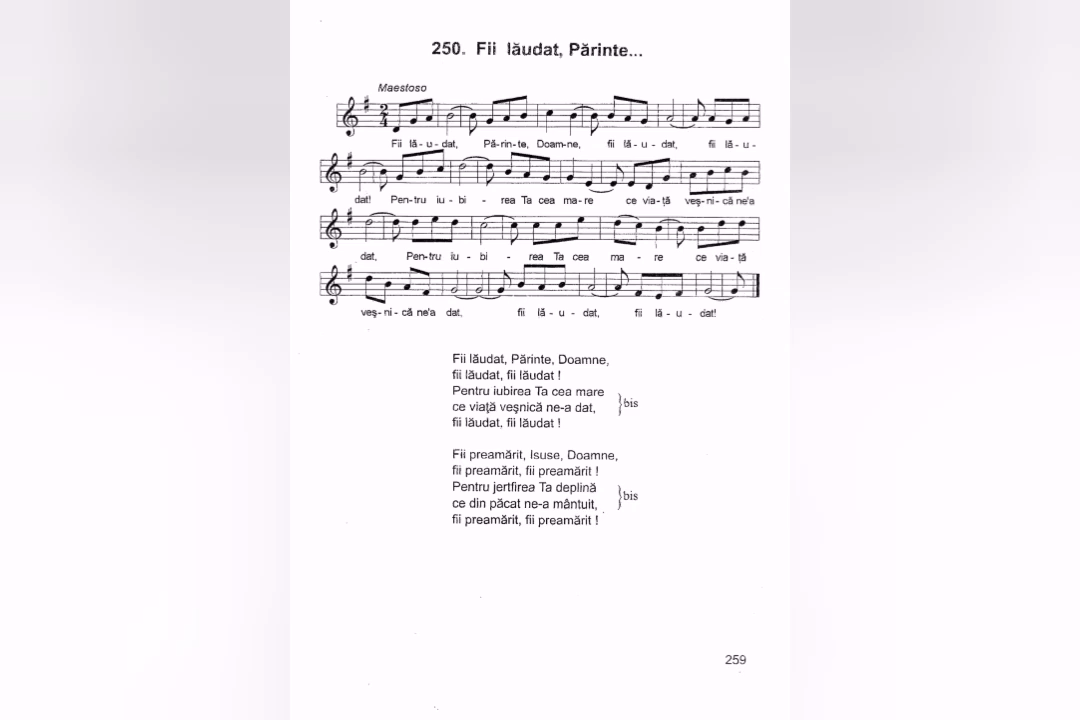 250. Fii lăudat, Părinte...
Maestoso
2
4
Fii lă - u - dat, Pă-rin-te, Doam-ne, fii lă - u - dat, fii lă - u -
dat! Pen-tru iu - bi - rea Ta cea ma-re ce via-ță veș-ni-că ne'a
dat, Pen-tru iu - bi - rea Ta cea ma - re ce via-tă
veș-ni-că ne'a dat, fii lă - u - dat, fii lă - u - dat!
Fii lăudat, Părinte, Doamne,
fii lăudat, fii lăudat !
Pentru iubirea Ta cea mare
ce viață veșnică ne-a dat,
fii lăudat, fii lăudat !
}bis
Fii preamărit, Isuse, Doamne,
fii preamărit, fii preamărit !
Pentru jertfirea Ta deplină
ce din păcat ne-a mântuit,
fii preamărit, fii preamărit !
}bis
259